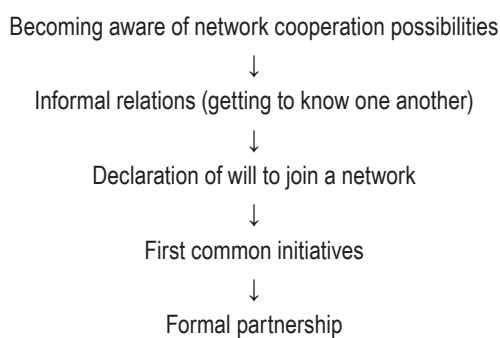 Becoming aware of network cooperation possibilities
↓
Informal relations (getting to know one another)
↓
Declaration of will to join a network
↓
First common initiatives
↓
Formal partnership